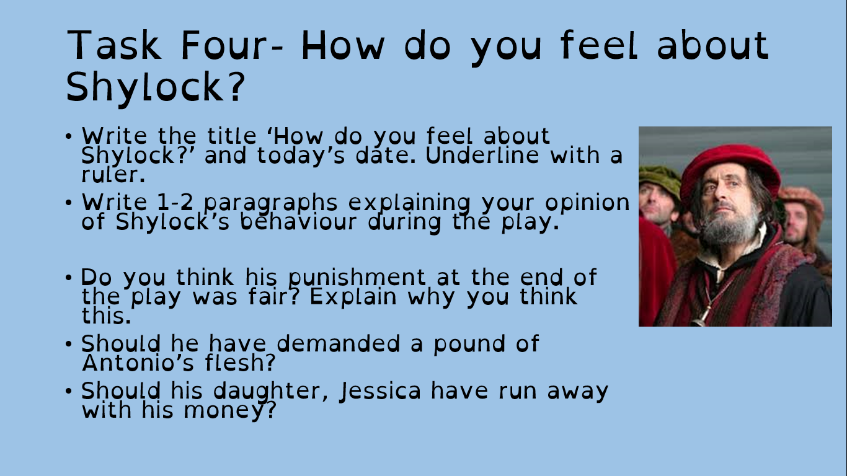 Task Four- How do you feel about
Shylock?
• Write the title ‘How do you feel about
Shylock?’ and today’s date. Underline with a
ruler.
• Write 1-2 paragraphs explaining your opinion
of Shylock’s behaviour during the play.
• Do you think his punishment at the end of
the play was fair? Explain why you think
this.
• Should he have demanded a pound of
Antonio’s flesh?
• Should his daughter, Jessica have run away
with his money?